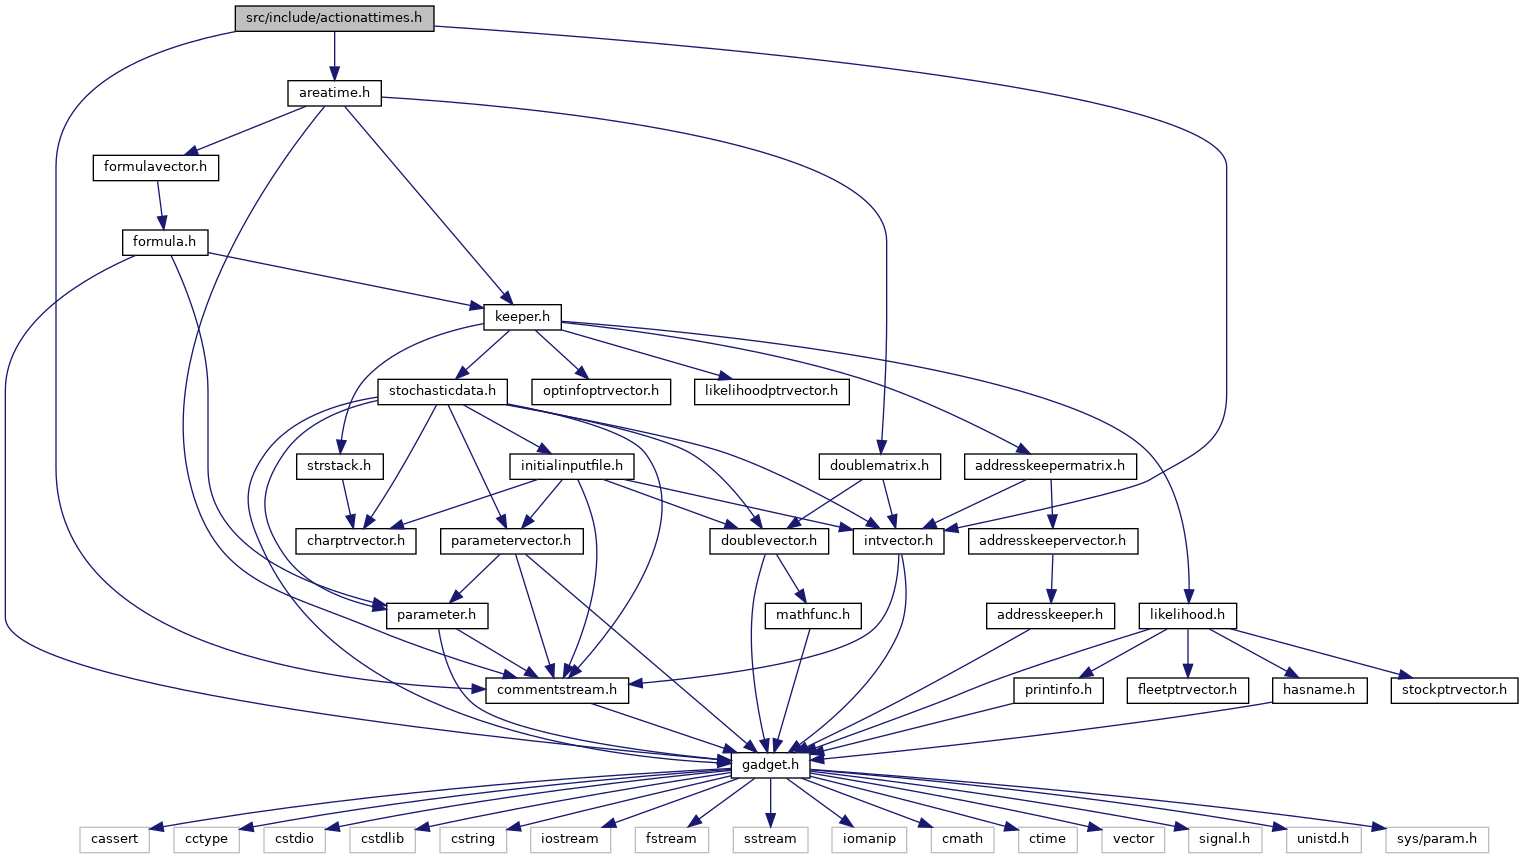 src/include/actionattimes.h
areatime.h
formulavector.h
formula.h
keeper.h
stochasticdata.h
optinfoptrvector.h
likelihoodptrvector.h
strstack.h
initialinputfile.h
doublematrix.h
addresskeepermatrix.h
charptrvector.h
parametervector.h
doublevector.h
intvector.h
addresskeepervector.h
parameter.h
mathfunc.h
addresskeeper.h
likelihood.h
commentstream.h
printinfo.h
fleetptrvector.h
hasname.h
stockptrvector.h
gadget.h
cassert
cctype
cstdio
cstdlib
cstring
iostream
fstream
sstream
iomanip
cmath
ctime
vector
signal.h
unistd.h
sys/param.h